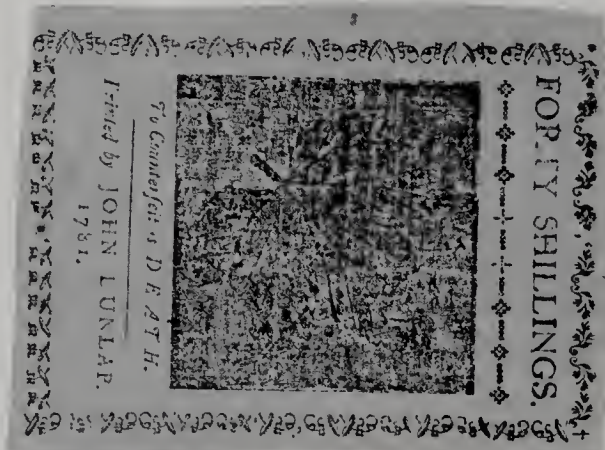 FORTY SHILLINGS.
To Counterfeit is DEATH.
Printed by JOHN DUNLAP.
1781.